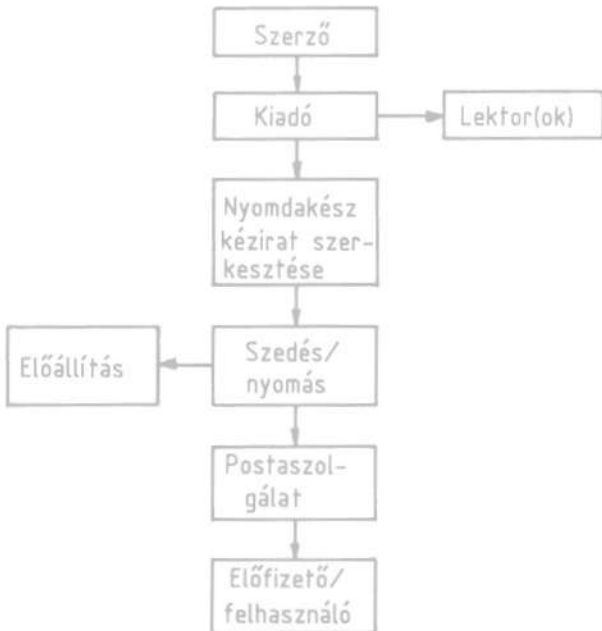 Szerző
Kiadó
Lektor(ok)
Nyomdakész
kézirat szer-
kesztése
Előállítás
Szedés/
nyomás
Postaszol-
gálat
Előfizető/
felhasználó